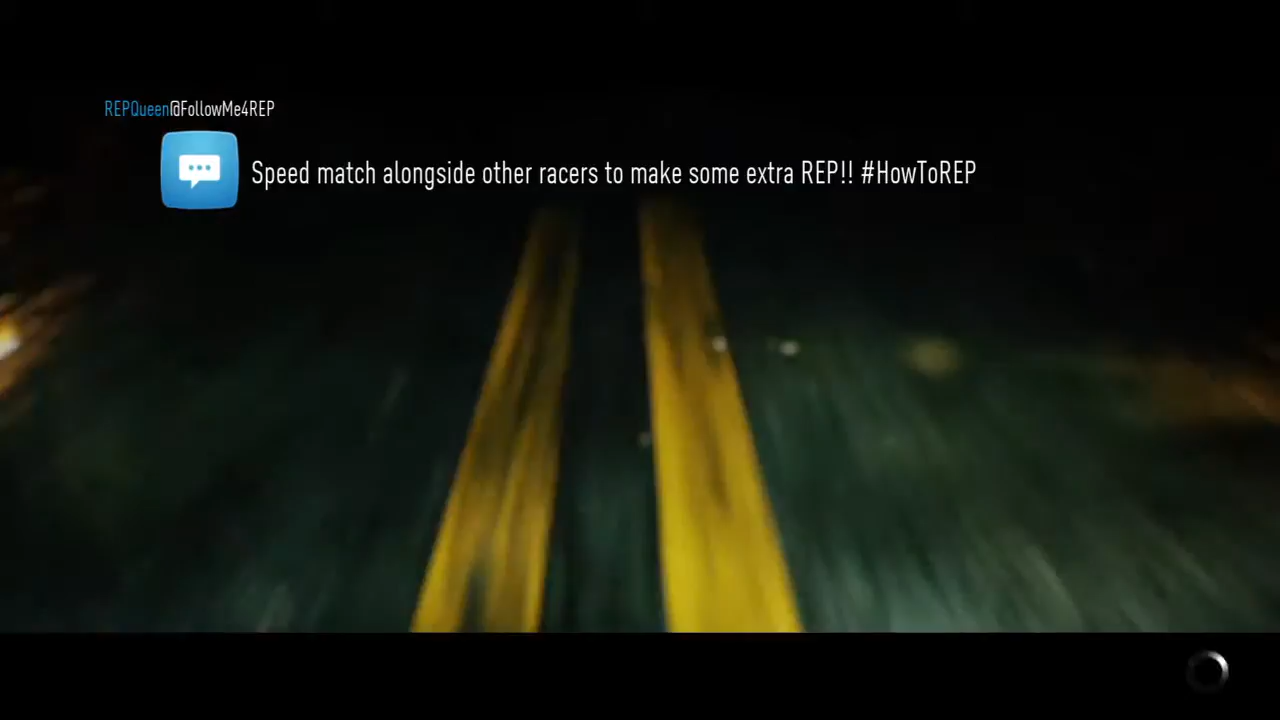 REPQueen@FollowMe4REP
Speed match alongside other racers to make some extra REP!! #HowToREP